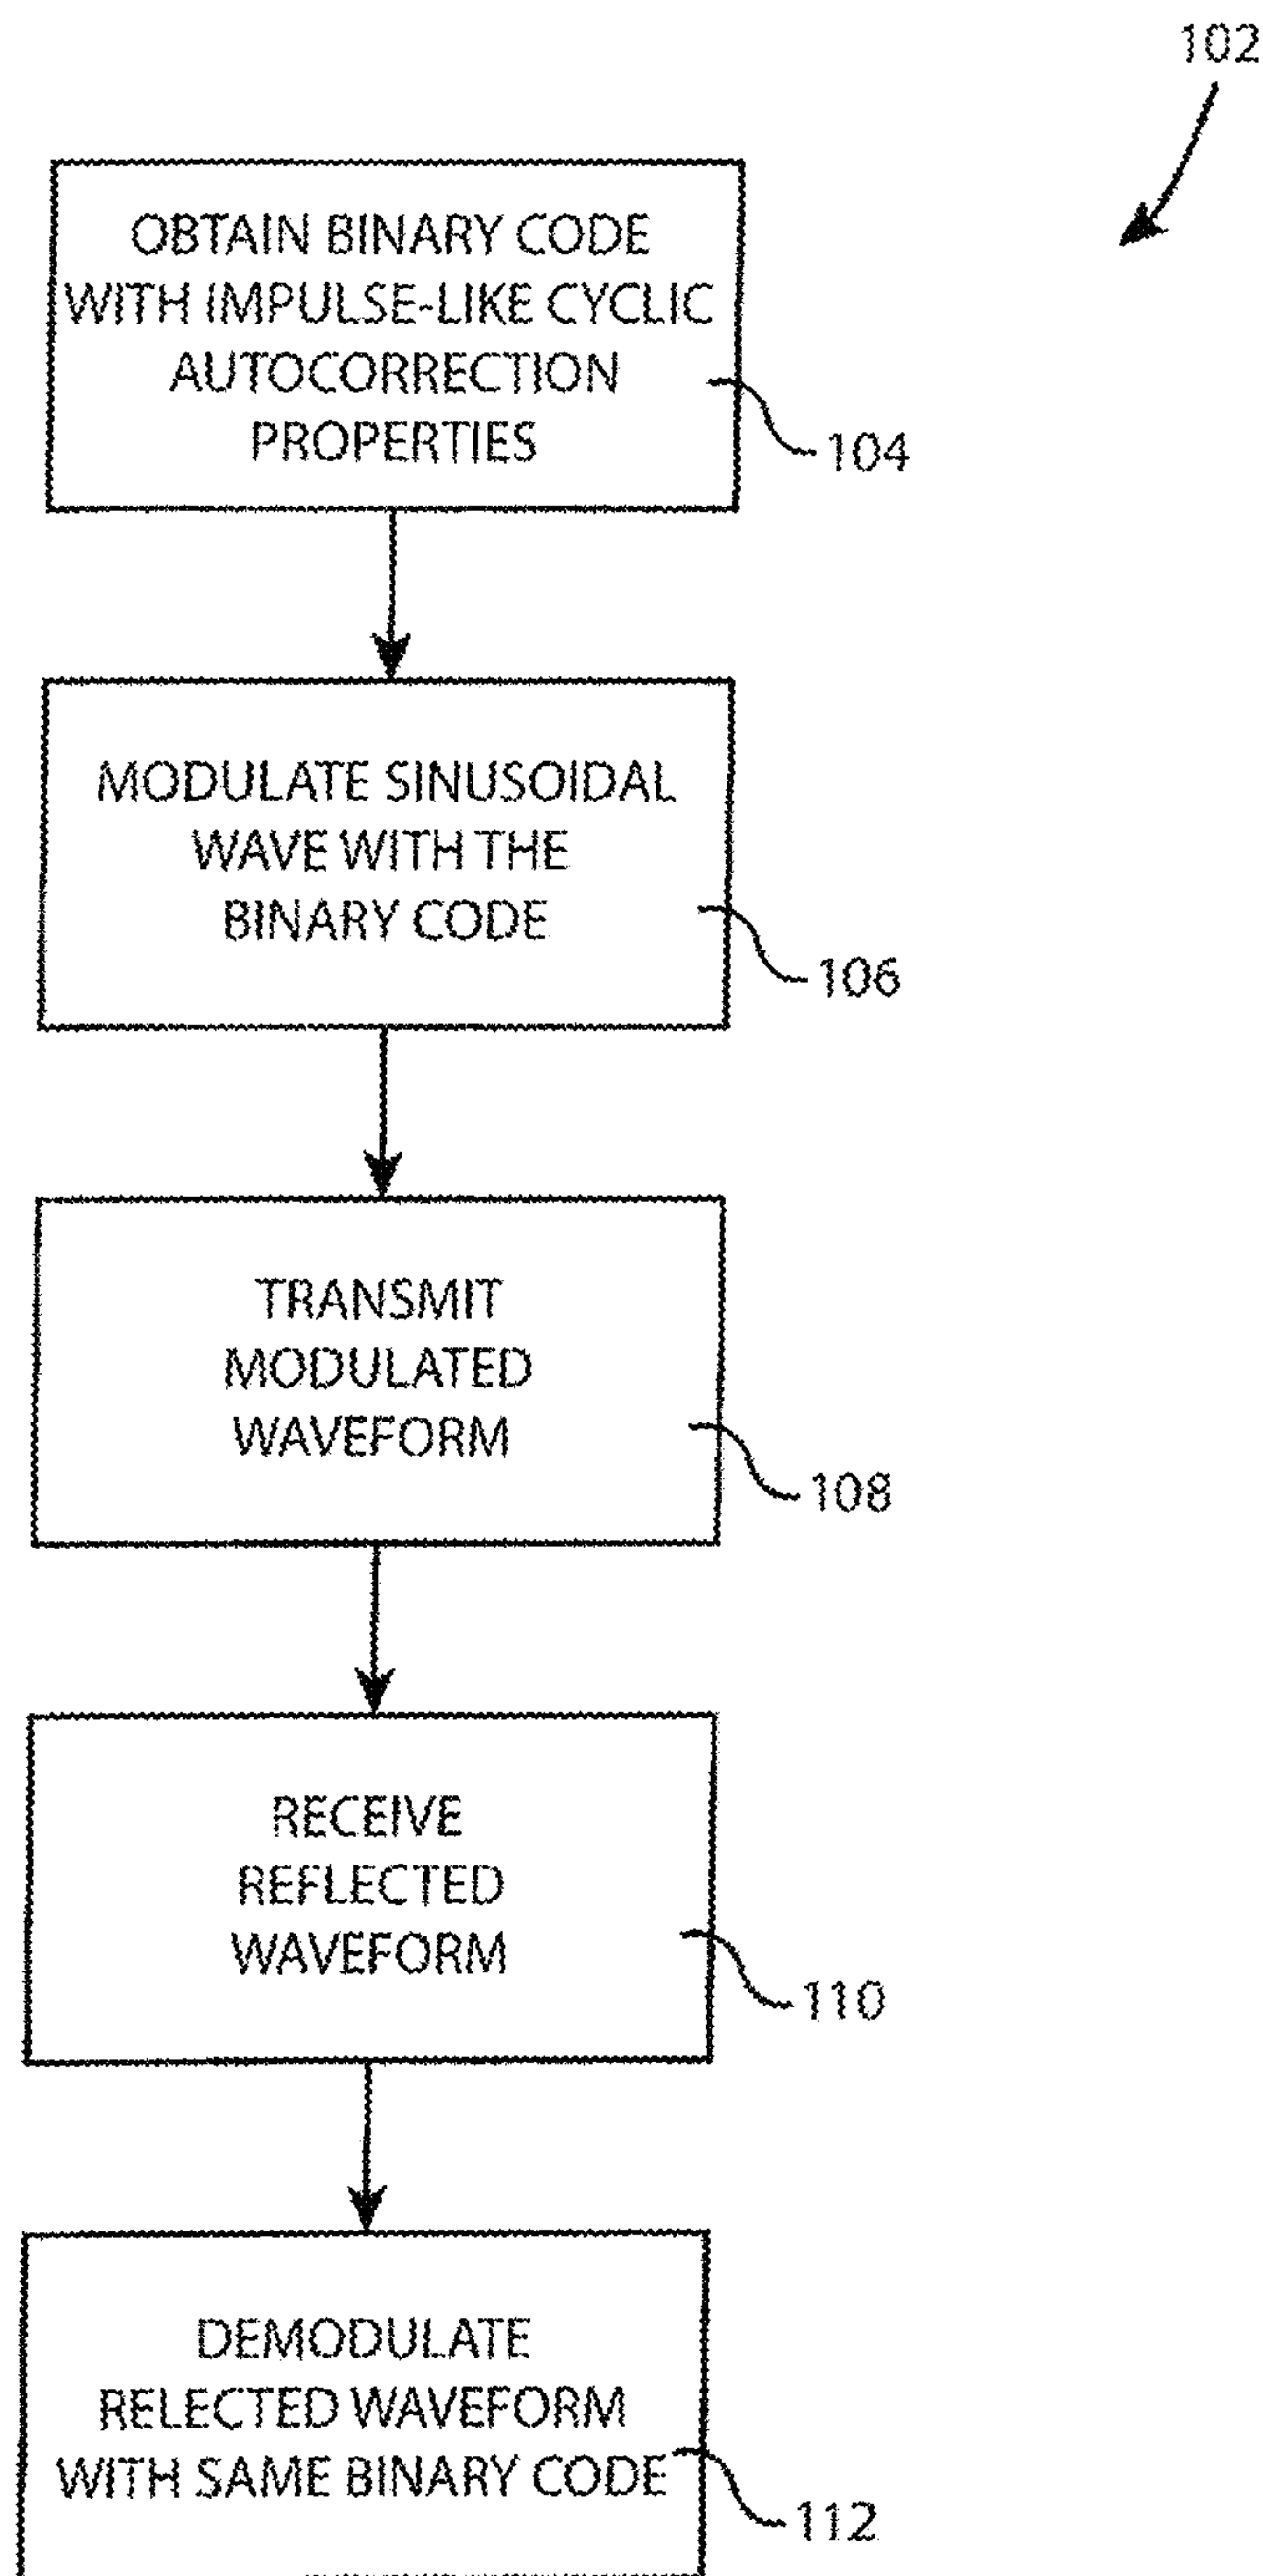 102
OBTAIN BINARY CODE
WITH IMPULSE-LIKE CYCLIC
AUTOCORRECTION
PROPERTIES
104
MODULATE SINUSOIDAL
WAVE WITH THE
BINARY CODE
106
TRANSMIT
MODULATED
WAVEFORM
108
RECEIVE
REFLECTED
WAVEFORM
110
DEMODULATE
RELECTED WAVEFORM
WITH SAME BINARY CODE
112